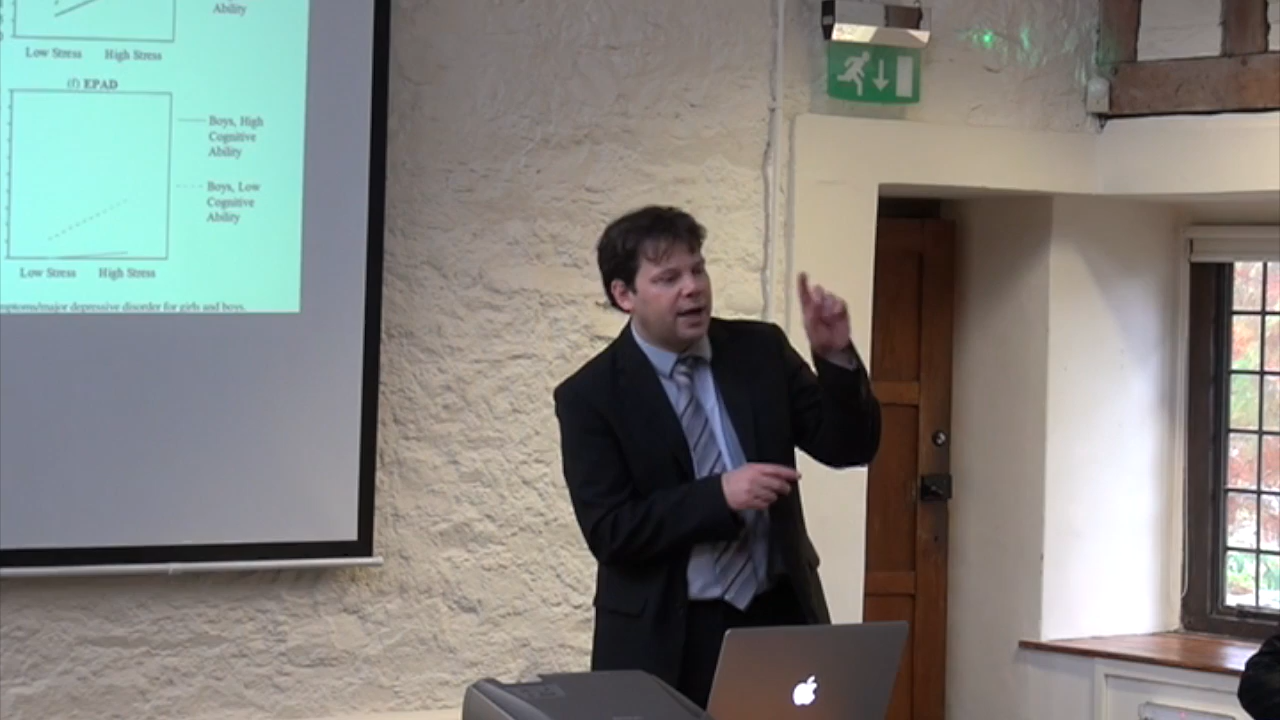 Ability
Low Stress High Stress
(f) EPAD
Boys, High
Cognitive
Ability
Boys, Low
Cognitive
Ability
Low Stress High Stress
mptoms/major depressive disorder for girls and boys.